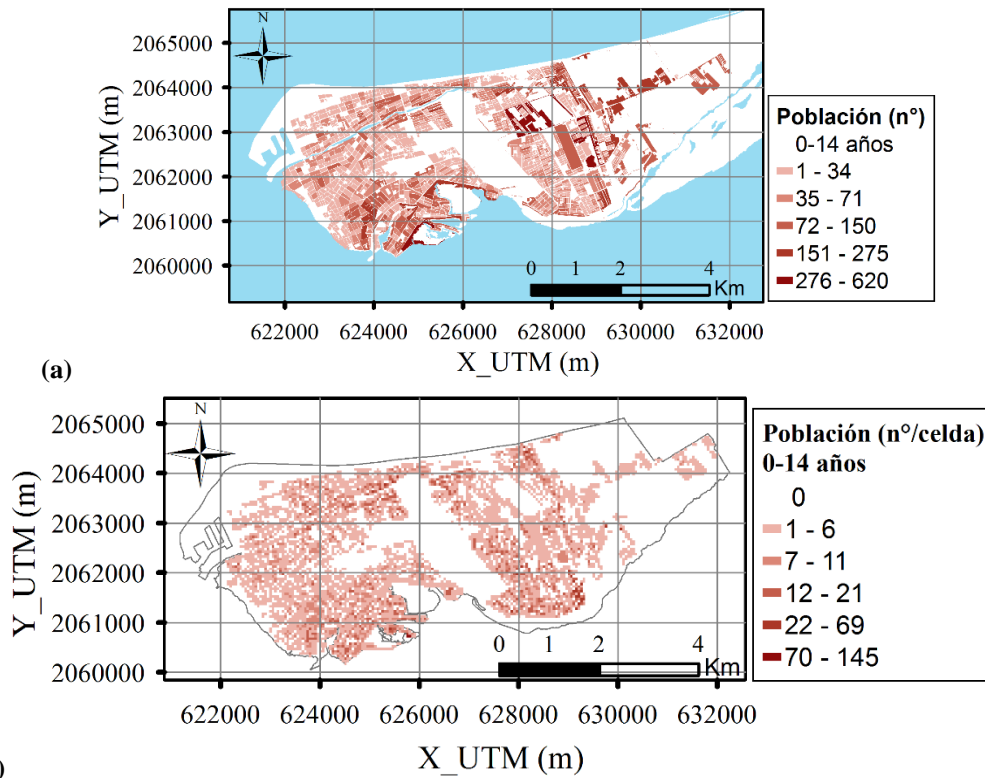 N
2065000
2064000
2063000
2062000
2061000
2060000
Y_UTM (m)
0 1 2 4
Km
622000 624000 626000 628000 630000 632000
X_UTM (m)
Población (n°)
0-14 años
1 - 34
35 - 71
72 - 150
151 - 275
276 - 620
(a)
N
2065000
2064000
2063000
2062000
2061000
2060000
Y_UTM (m)
0 1 2 4
Km
622000 624000 626000 628000 630000 632000
X_UTM (m)
Población (n°/celda)
0-14 años
0
1 - 6
7 - 11
12 - 21
22 - 69
70 - 145
)